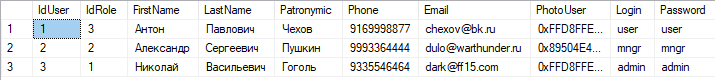 IdUser IdRole FirstName LastName Patronymic Phone Email PhotoUser Login Password
1 1 3 Антон Павлович Чехов 9169998877 chexov@bk.ru 0xFFD8FFE... user user
2 2 2 Александр Сергеевич Пушкин 9993364444 dulo@warthunder.ru 0x89504E4... mngr mngr
3 3 1 Николай Васильевич Гоголь 9335546464 dark@ff15.com 0xFFD8FFE... admin admin